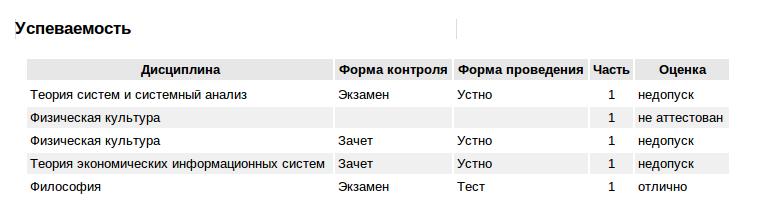 Успеваемость
Дисциплина Форма контроля Форма проведения Часть Оценка
Теория систем и системный анализ Экзамен Устно 1 недопуск
Физическая культура 1 не аттестован
Физическая культура Зачет Устно 1 недопуск
Теория экономических информационных систем Зачет Устно 1 недопуск
Философия Экзамен Тест 1 отлично